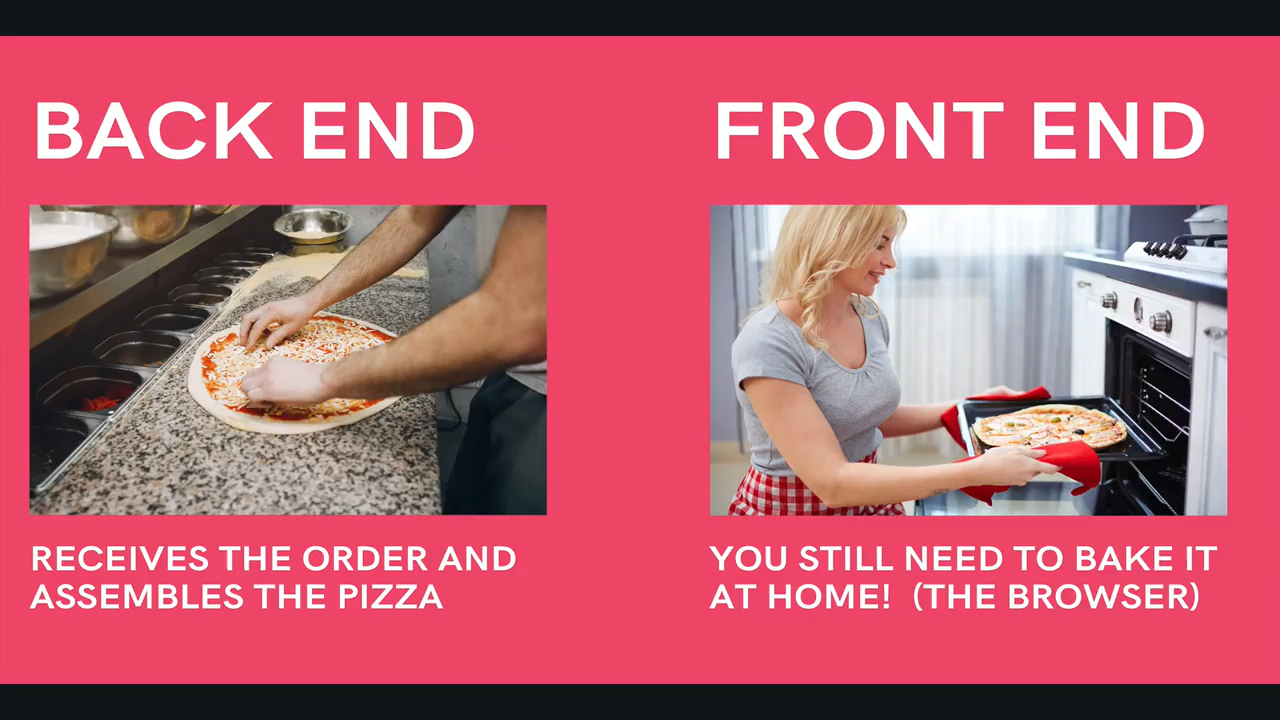 BACK END
RECEIVES THE ORDER AND
ASSEMBLES THE PIZZA
FRONT END
YOU STILL NEED TO BAKE IT
AT HOME! (THE BROWSER)